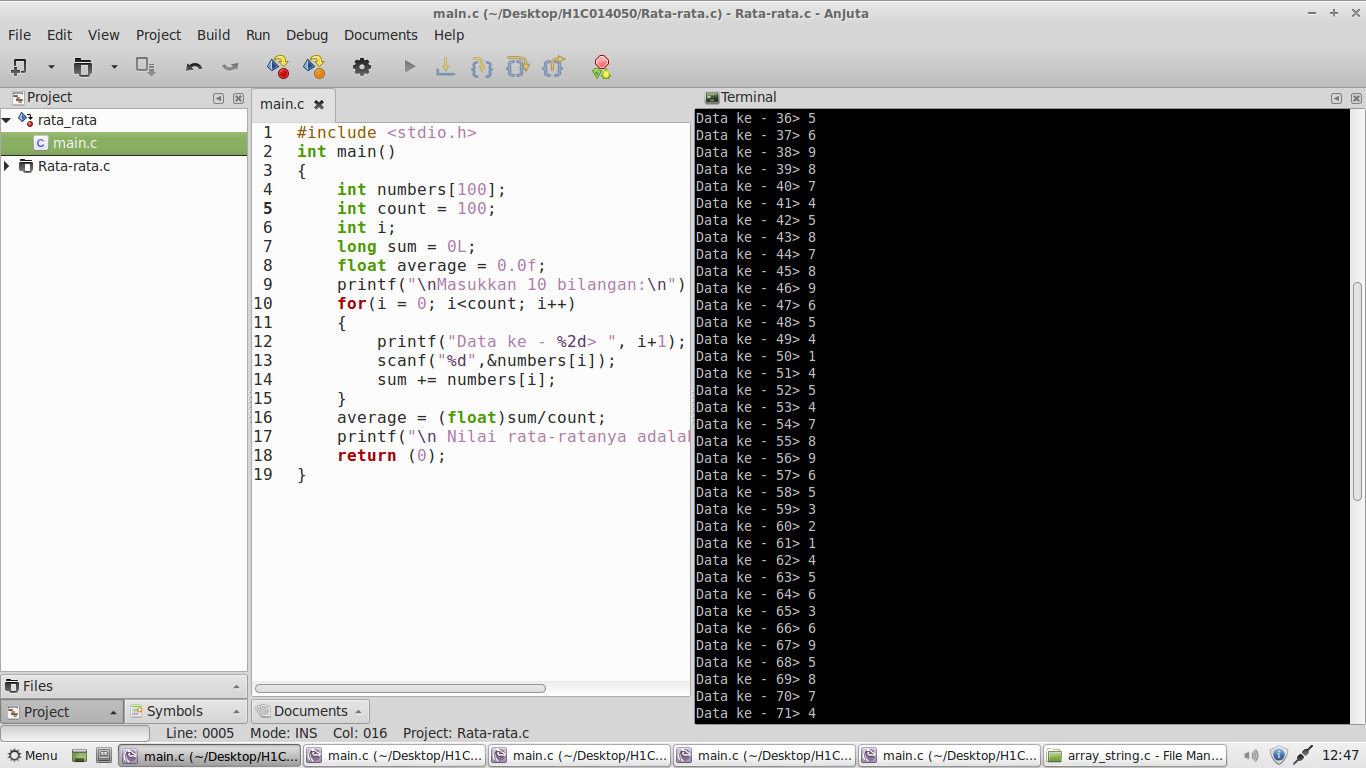 main.c (~/Desktop/H1C014050/Rata-rata.c) - Rata-rata.c - Anjuta
File Edit View Project Build Run Debug Documents Help
Project
rata_rata
main.c
Rata-rata.c
Files
Project
Symbols
main.c
1 #include <stdio.h>
2 int main()
3 {
4 int numbers[100];
5 int count = 100;
6 int i;
7 long sum = 0L;
8 float average = 0.0f;
9 printf("\nMasukkan 10 bilangan:\n")
10 for(i = 0; i<count; i++)
11 {
12 printf("Data ke - %2d> ", i+1);
13 scanf("%d",&numbers[i]);
14 sum += numbers[i];
15 }
16 average = (float)sum/count;
17 printf("\n Nilai rata-ratanya adalah
18 return (0);
19 }
Documents
Terminal
Data ke - 36> 5
Data ke - 37> 6
Data ke - 38> 9
Data ke - 39> 8
Data ke - 40> 7
Data ke - 41> 4
Data ke - 42> 5
Data ke - 43> 8
Data ke - 44> 7
Data ke - 45> 8
Data ke - 46> 9
Data ke - 47> 6
Data ke - 48> 5
Data ke - 49> 4
Data ke - 50> 1
Data ke - 51> 4
Data ke - 52> 5
Data ke - 53> 4
Data ke - 54> 7
Data ke - 55> 8
Data ke - 56> 9
Data ke - 57> 6
Data ke - 58> 5
Data ke - 59> 3
Data ke - 60> 2
Data ke - 61> 1
Data ke - 62> 4
Data ke - 63> 5
Data ke - 64> 6
Data ke - 65> 3
Data ke - 66> 6
Data ke - 67> 9
Data ke - 68> 5
Data ke - 69> 8
Data ke - 70> 7
Data ke - 71> 4
Line: 0005 Mode: INS Col: 016 Project: Rata-rata.c
Menu main.c (~/Desktop/H1C... main.c (~/Desktop/H1C... main.c (~/Desktop/H1C... main.c (~/Desktop/H1C... main.c (~/Desktop/H1C... array_string.c - File Man... 12:47